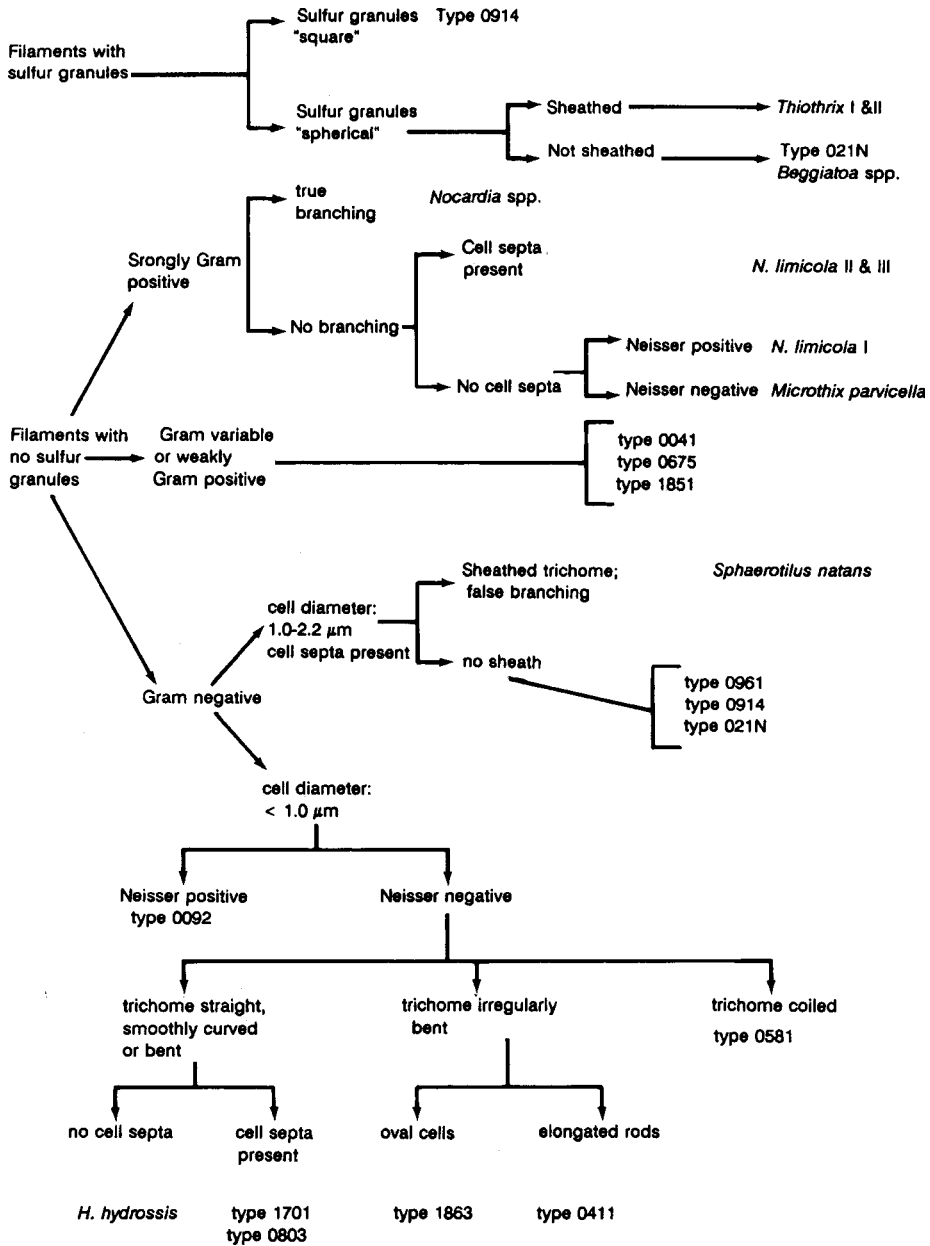 Sulfur granules Type 0914
"square"
Filaments with
sulfur granules
Sulfur granules
"spherical"
Sheathed
Thiothrix I &II
Not sheathed
Type 021N
Beggiatoa spp.
true
branching
Nocardia spp.
Strongly Gram
positive
Cell septa
present
N. limicola II & III
No branching
Neisser positive
N. limicola I
No cell septa
Neisser negative
Microthix parvicella
Filaments with
no sulfur
granules
Gram variable
or weakly
Gram positive
type 0041
type 0675
type 1851
Sheathed trichome;
false branching
Sphaerotilus natans
cell diameter:
1.0-2.2 μm
cell septa present
no sheath
type 0961
type 0914
type 021N
Gram negative
cell diameter:
< 1.0 μm
Neisser positive
type 0092
Neisser negative
trichome straight,
smoothly curved
or bent
trichome irregularly
bent
trichome coiled
type 0581
no cell septa
cell septa
present
oval cells
elongated rods
H. hydrossis
type 1701
type 0803
type 1863
type 0411